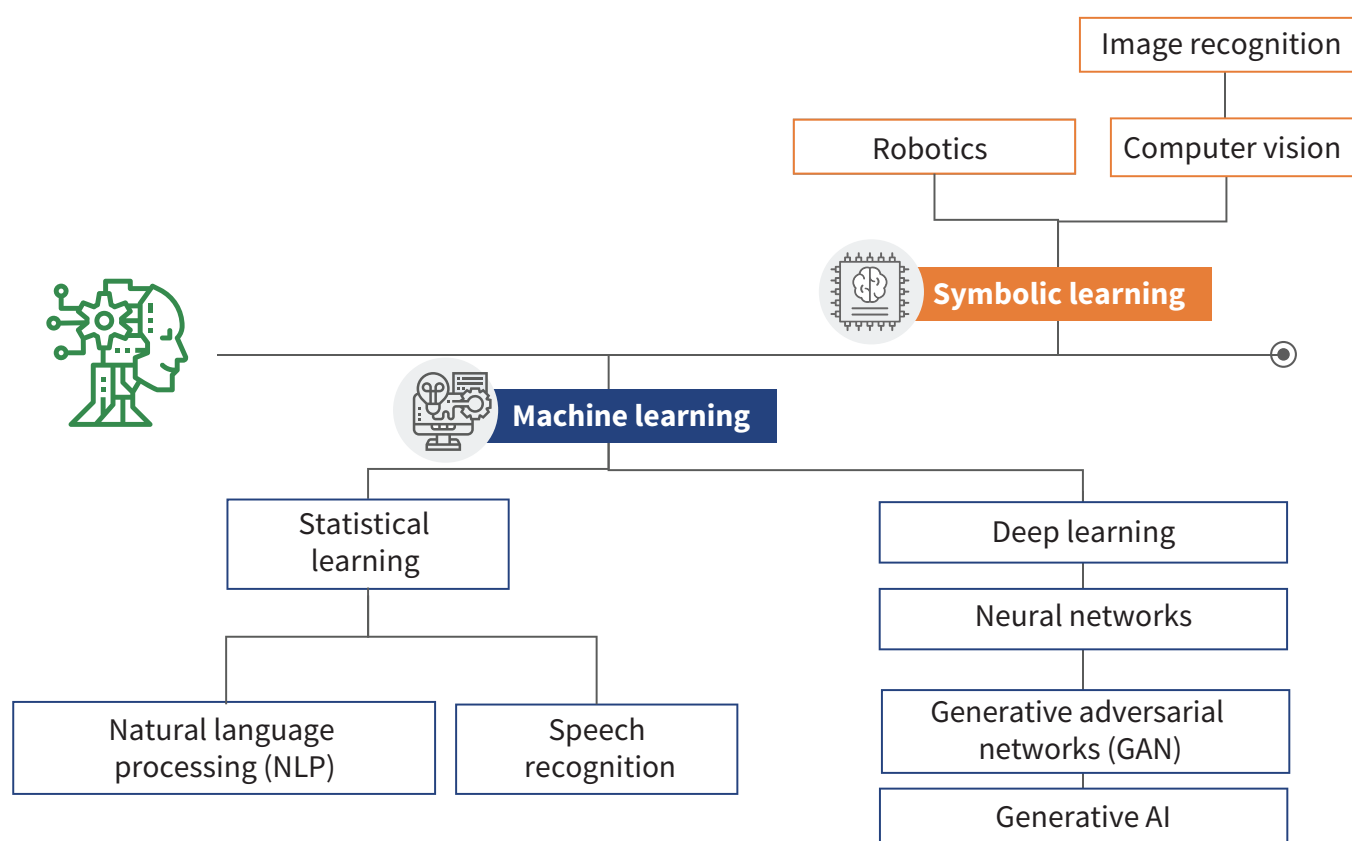 Image recognition
Robotics
Computer vision
Symbolic learning
Machine learning
Statistical
learning
Deep learning
Neural networks
Natural language
processing (NLP)
Speech
recognition
Generative adversarial
networks (GAN)
Generative AI